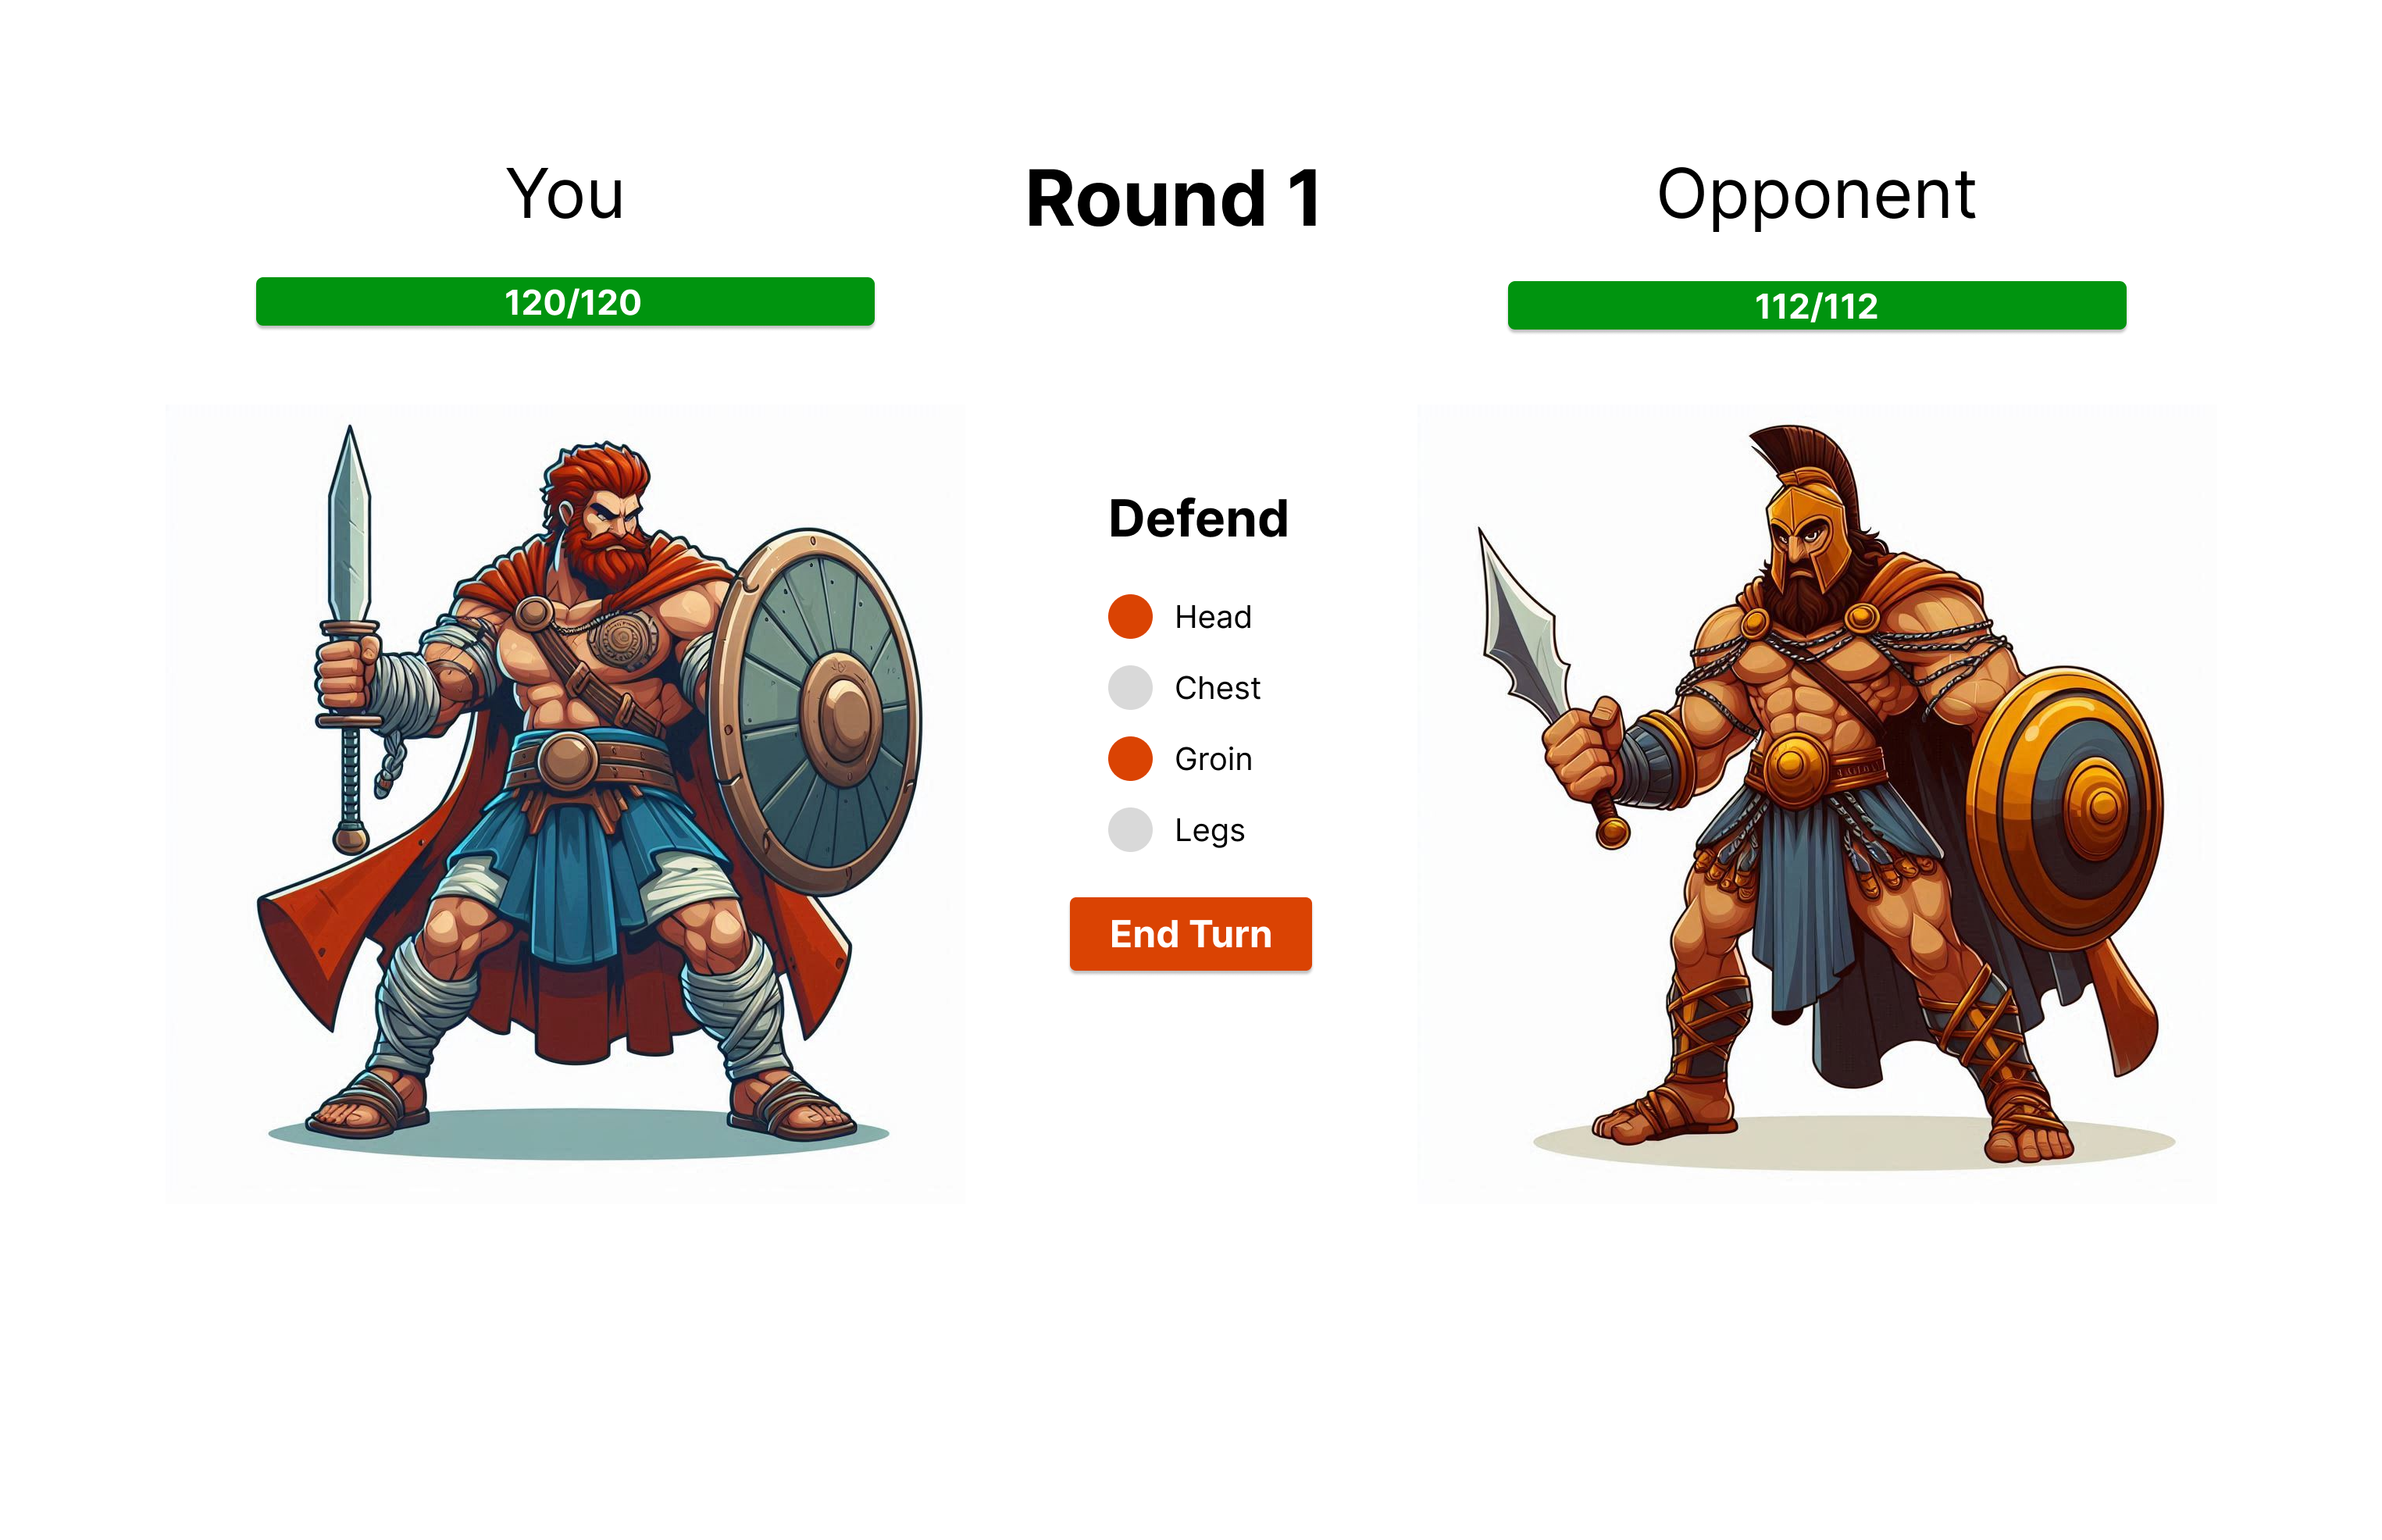 You
Round 1
Opponent
120/120
112/112
Defend
Head
Chest
Groin
Legs
End Turn